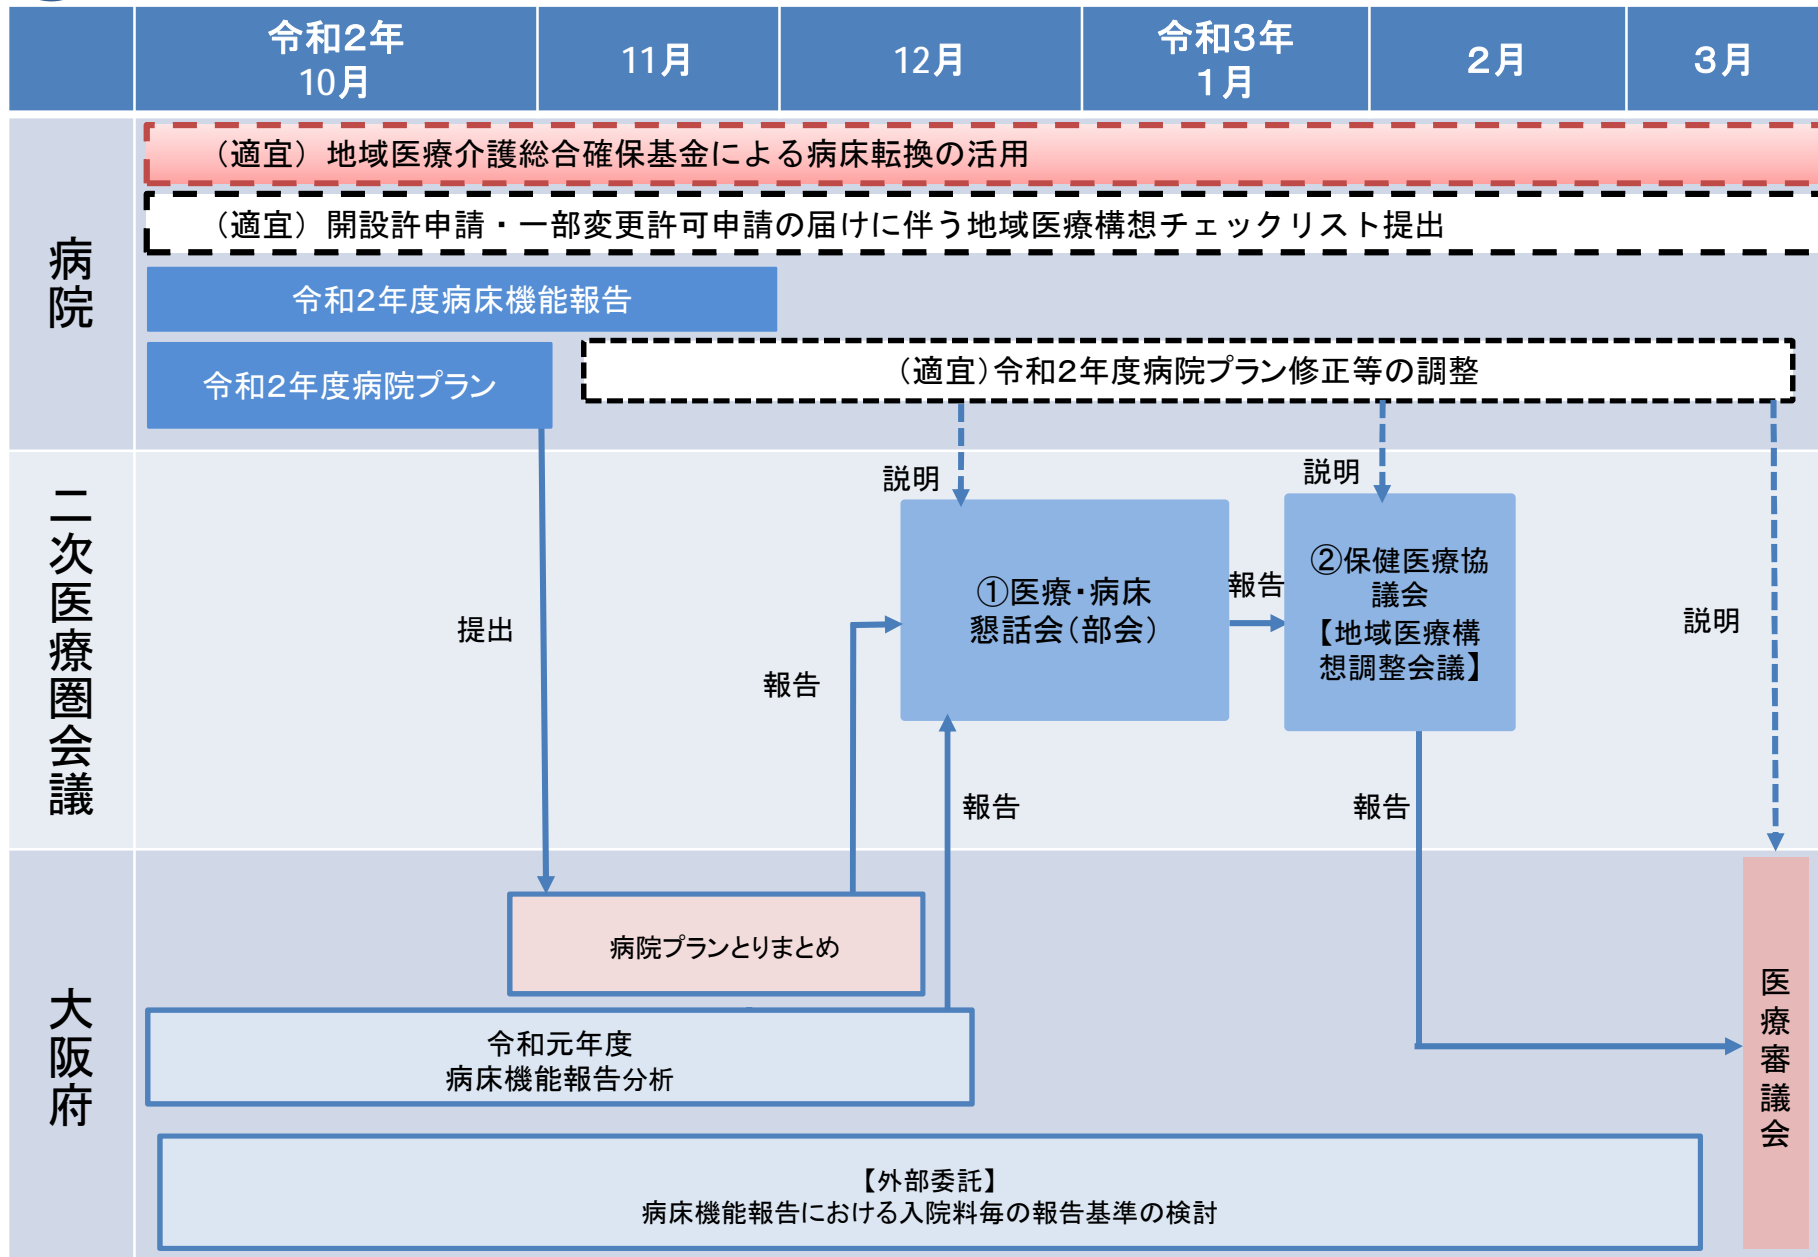 令和2年
10月
11月
12月
令和3年
1月
2月
3月
病院
（適宜）地域医療介護総合確保基金による病床転換の活用
（適宜）開設許申請・一部変更許可申請の届けに伴う地域医療構想チェックリスト提出
令和2年度病床機能報告
令和2年度病院プラン
（適宜）令和2年度病院プラン修正等の調整
二次医療圏会議
説明
説明
説明
提出
報告
①医療・病床
懇話会（部会）
報告
②保健医療協
議会
【地域医療構
想調整会議】
報告
報告
大阪府
病院プランとりまとめ
令和元年度
病床機能報告分析
【外部委託】
病床機能報告における入院料毎の報告基準の検討
医療審議会